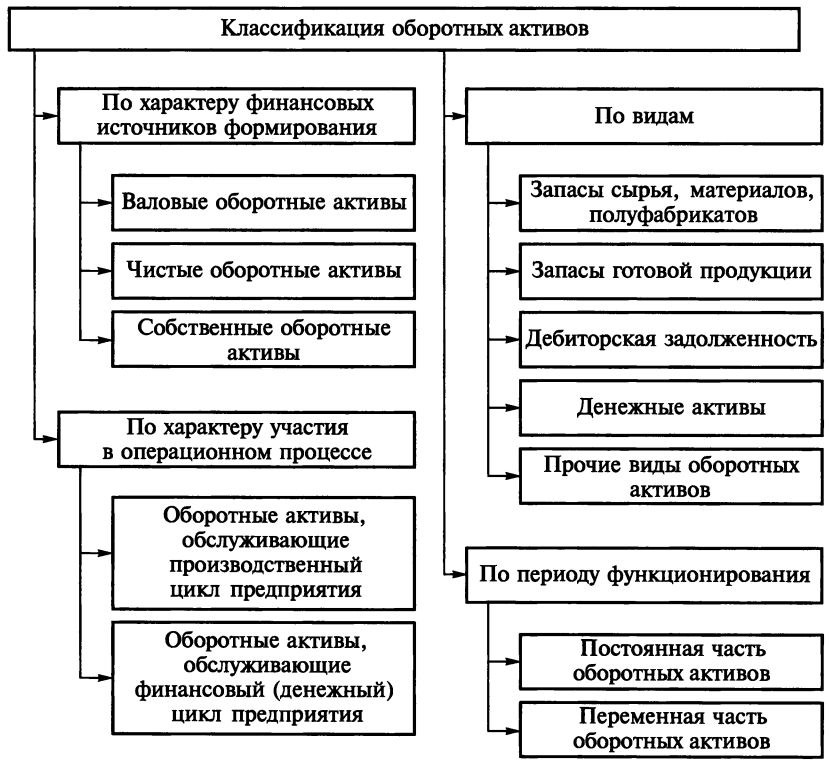 Классификация оборотных активов
По характеру финансовых
источников формирования
Валовые оборотные активы
Чистые оборотные активы
Собственные оборотные
активы
По характеру участия
в операционном процессе
Оборотные активы,
обслуживающие
производственный
цикл предприятия
Оборотные активы,
обслуживающие
финансовый (денежный)
цикл предприятия
По видам
Запасы сырья, материалов,
полуфабрикатов
Запасы готовой продукции
Дебиторская задолженность
Денежные активы
Прочие виды оборотных
активов
По периоду функционирования
Постоянная часть
оборотных активов
Переменная часть
оборотных активов